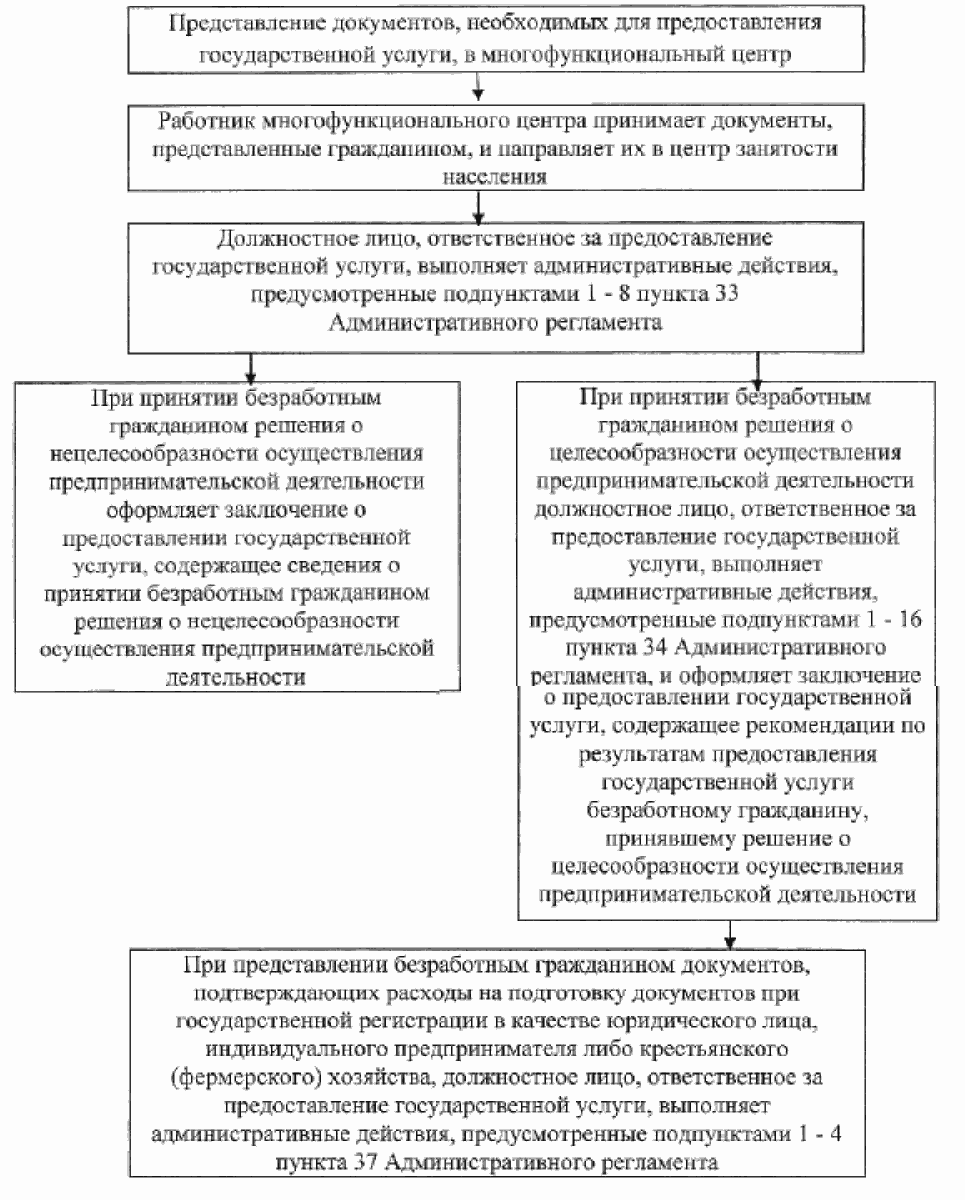 Представление документов, необходимых для предоставления
государственной услуги, в многофункциональный центр
Работник многофункционального центра принимает документы,
представленные гражданином, и направляет их в центр занятости
населения
Должностное лицо, ответственное за предоставление
государственной услуги, выполняет административные действия,
предусмотренные подпунктами 1 - 8 пункта 33
Административного регламента
При принятии безработным
гражданином решения о
нецелесообразности осуществления
предпринимательской деятельности
оформляет заключение о
предоставлении государственной
услуги, содержащее сведения о
принятии безработным гражданином
решения о нецелесообразности
осуществления предпринимательской
деятельности
При принятии безработным
гражданином решения о
целесообразности осуществления
предпринимательской деятельности
должностное лицо, ответственное за
предоставление государственной
услуги, выполняет
административные действия,
предусмотренные подпунктами 1 - 16
пункта 34 Административного
регламента, и оформляет заключение
о предоставлении государственной
услуги, содержащее рекомендации по
результатам предоставления
государственной услуги
безработному гражданину,
принявшему решение о
целесообразности осуществления
предпринимательской деятельности
При представлении безработным гражданином документов,
подтверждающих расходы на подготовку документов при
государственной регистрации в качестве юридического лица,
индивидуального предпринимателя либо крестьянского
(фермерского) хозяйства, должностное лицо, ответственное за
предоставление государственной услуги, выполняет
административные действия, предусмотренные подпунктами 1 - 4
пункта 37 Административного регламента